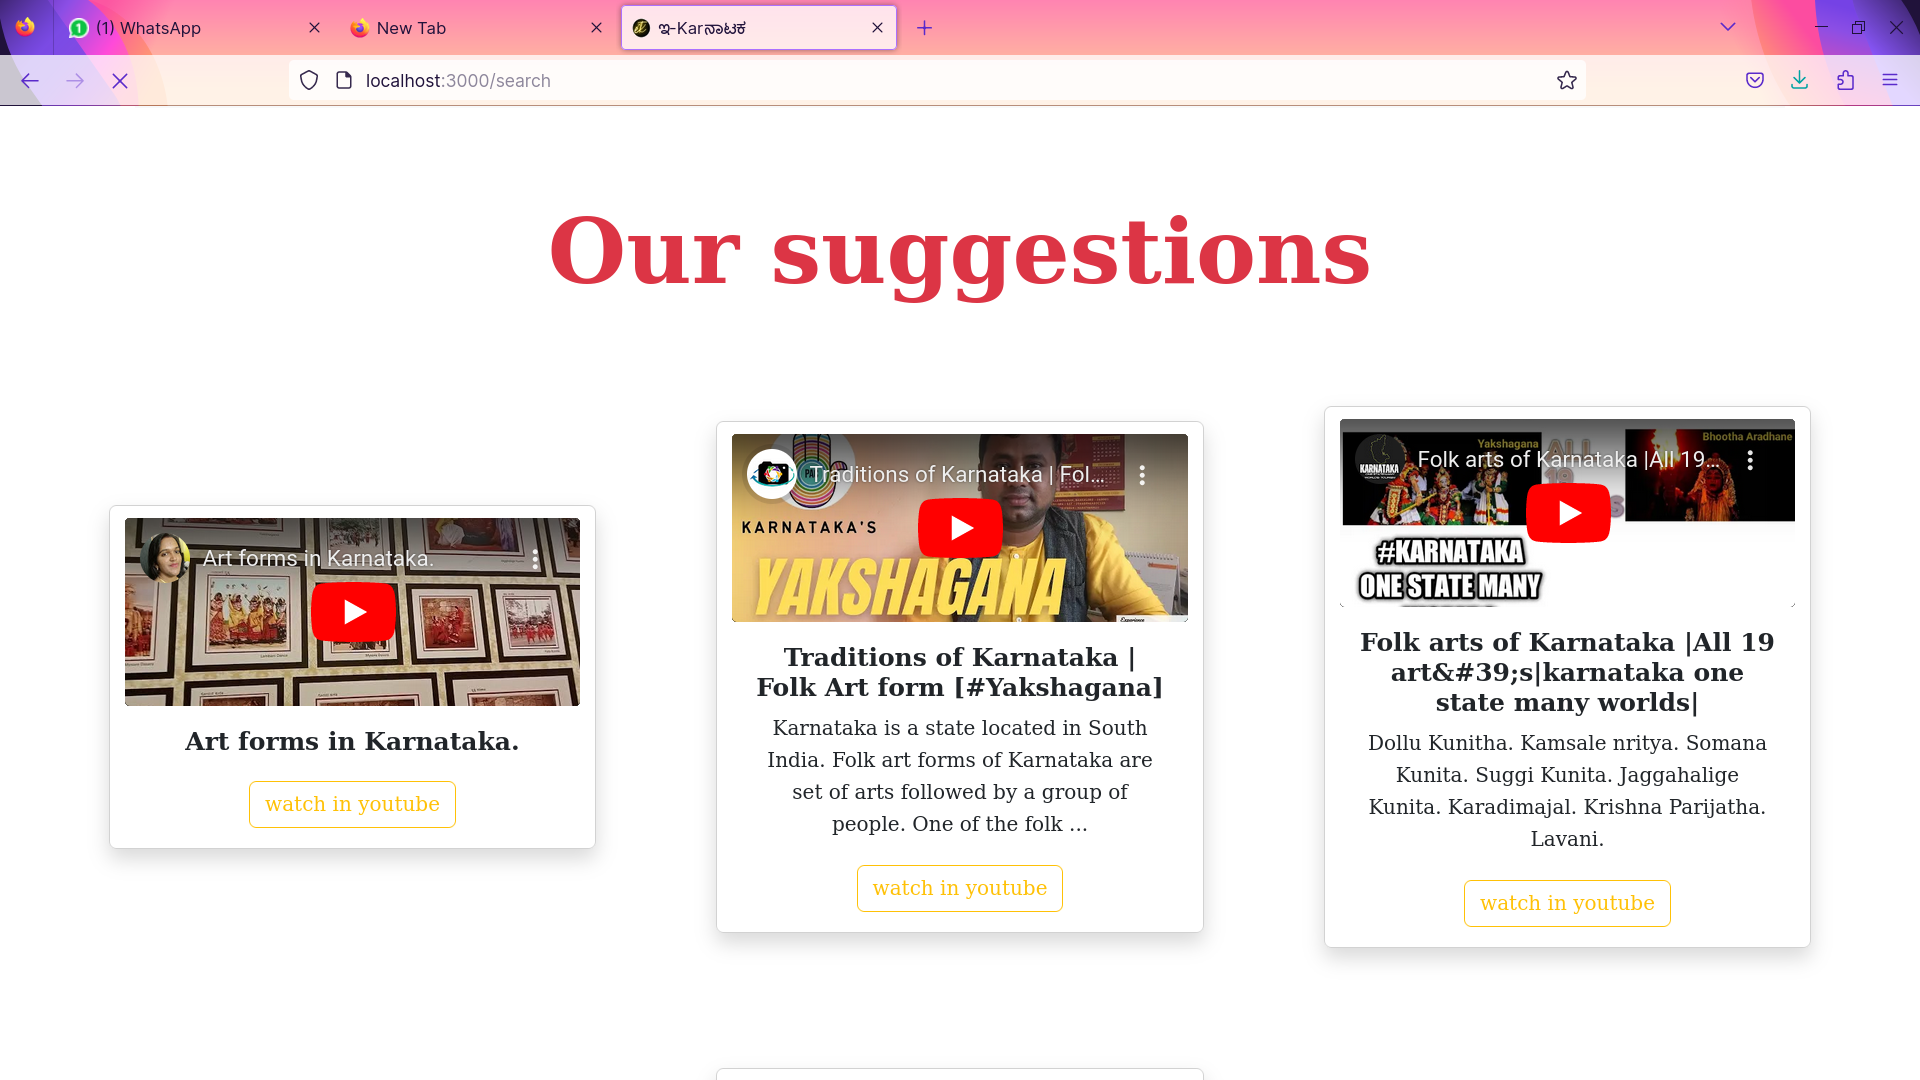 (1) WhatsApp
New Tab
ಇ-Karನಾಟಕ
localhost:3000/search
Our suggestions
Art forms in Karnataka.
Art forms in Karnataka.
watch in youtube
Traditions of Karnataka | Fol...
KARNATAKA'S
YAKSHAGANA
Experience
Traditions of Karnataka |
Folk Art form [#Yakshagana]
Karnataka is a state located in South
India. Folk art forms of Karnataka are
set of arts followed by a group of
people. One of the folk ...
watch in youtube
Yakshagana
Bhootha Aradhane
KARNATAKA
Folk arts of Karnataka |All 19...
ALL
19
#KARNATAKA
ONE STATE MANY
Folk arts of Karnataka |All 19
art&#39;s|karnataka one
state many worlds|
Dollu Kunitha. Kamsale nritya. Somana
Kunita. Suggi Kunita. Jaggahalige
Kunita. Karadimajal. Krishna Parijatha.
Lavani.
watch in youtube